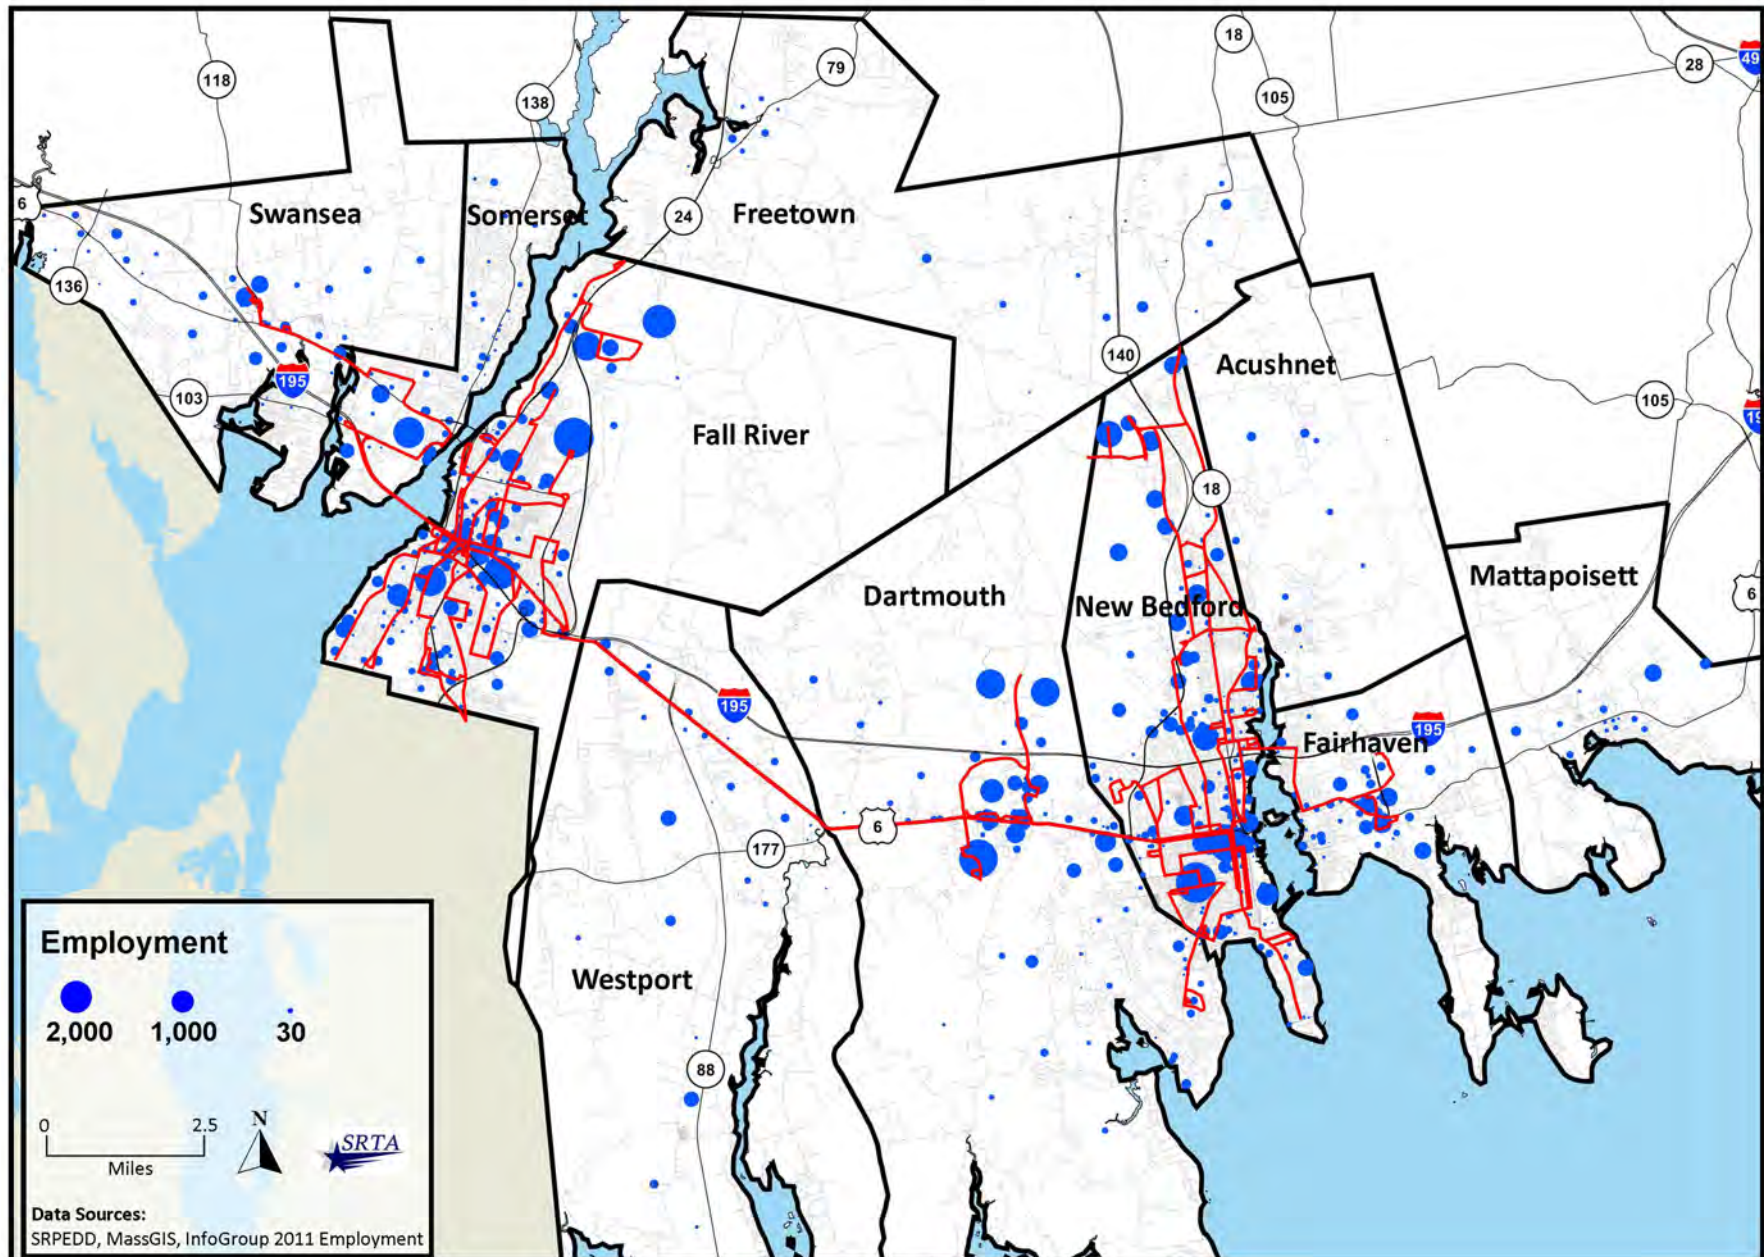 118
138
79
18
105
28
49
6
Swansea
Somerset
24
Freetown
136
140
Acushnet
195
103
105
19
Fall River
18
Dartmouth
New Bedford
Mattapoisett
6
195
195
Fairhaven
6
177
Westport
88
Employment
2,000 1,000 30
0 2.5
Miles
N
SRTA
Data Sources:
SRPEDD, MassGIS, InfoGroup 2011 Employment